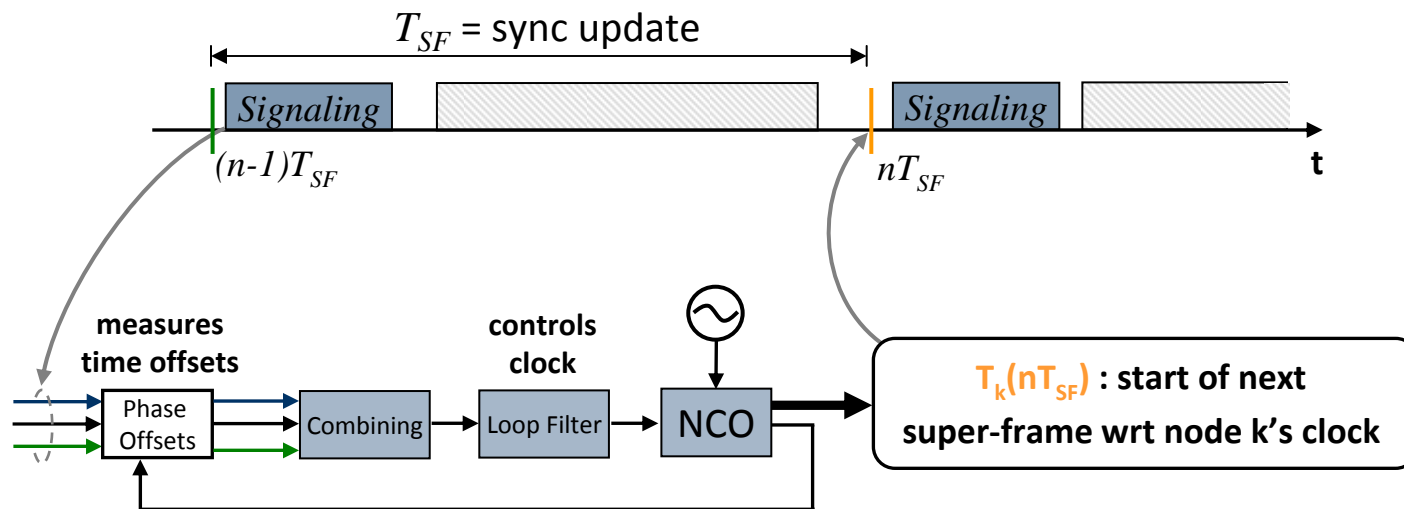 T_SF = sync update
Signaling
Signaling
(n-1)T_SF
nT_SF
t
measures
time offsets
controls
clock
Phase
Offsets
Combining
Loop Filter
NCO
T_k(nT_SF) : start of next
super-frame wrt node k's clock